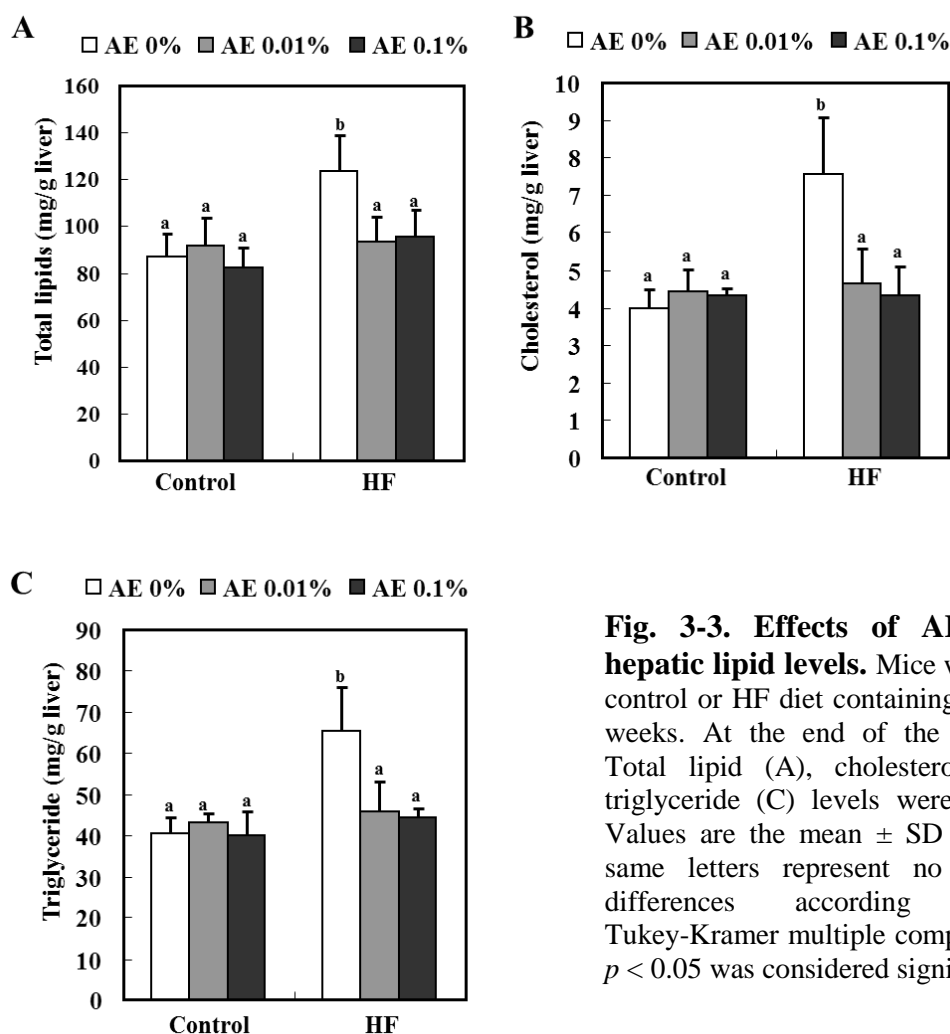 A
AE 0% AE 0.01% AE 0.1%
Total lipids (mg/g liver)
160
140
120
100
80
60
40
20
0
a a a b a a
Control HF
B
AE 0% AE 0.01% AE 0.1%
Cholesterol (mg/g liver)
10
9
8
7
6
5
4
3
2
1
0
a a a b a a
Control HF
C
AE 0% AE 0.01% AE 0.1%
Triglyceride (mg/g liver)
90
80
70
60
50
40
30
20
10
0
a a a b a a
Control HF
Fig. 3-3. Effects of
hepatic lipid levels. Mice
control or HF diet containing
weeks. At the end of the
Total lipid (A),
triglyceride (C) levels were
Values are the mean ± SD
same letters represent no
differences according
Tukey-Kramer multiple
p < 0.05 was considered